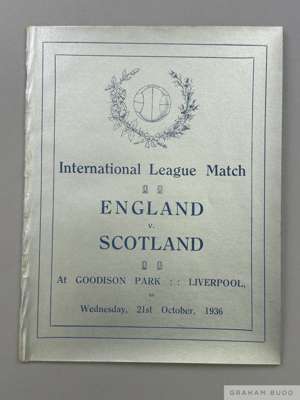 International League Match
ENGLAND
v.
SCOTLAND
At GOODISON PARK : : LIVERPOOL,
on
Wednesday, 21st October, 1936
GRAHAM BUDD